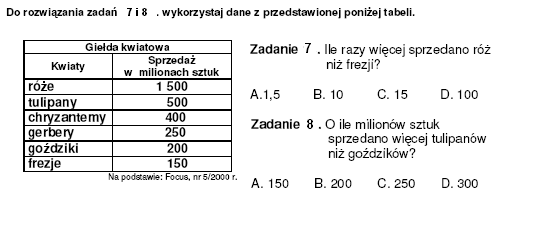 Do rozwiązania zadań 7 i 8 . wykorzystaj dane z przedstawionej poniżej tabeli.
Giełda kwiatowa
Kwiaty Sprzedaż
w milionach sztuk
róże 1 500
tulipany 500
chryzantemy 400
gerbery 250
goździki 200
frezje 150
Na podstawie: Focus, nr 5/2000 r.
Zadanie 7 . Ile razy więcej sprzedano róż
niż frezji?
A.1,5 B. 10 C. 15 D. 100
Zadanie 8 . O ile milionów sztuk
sprzedano więcej tulipanów
niż goździków?
A. 150 B. 200 C. 250 D. 300